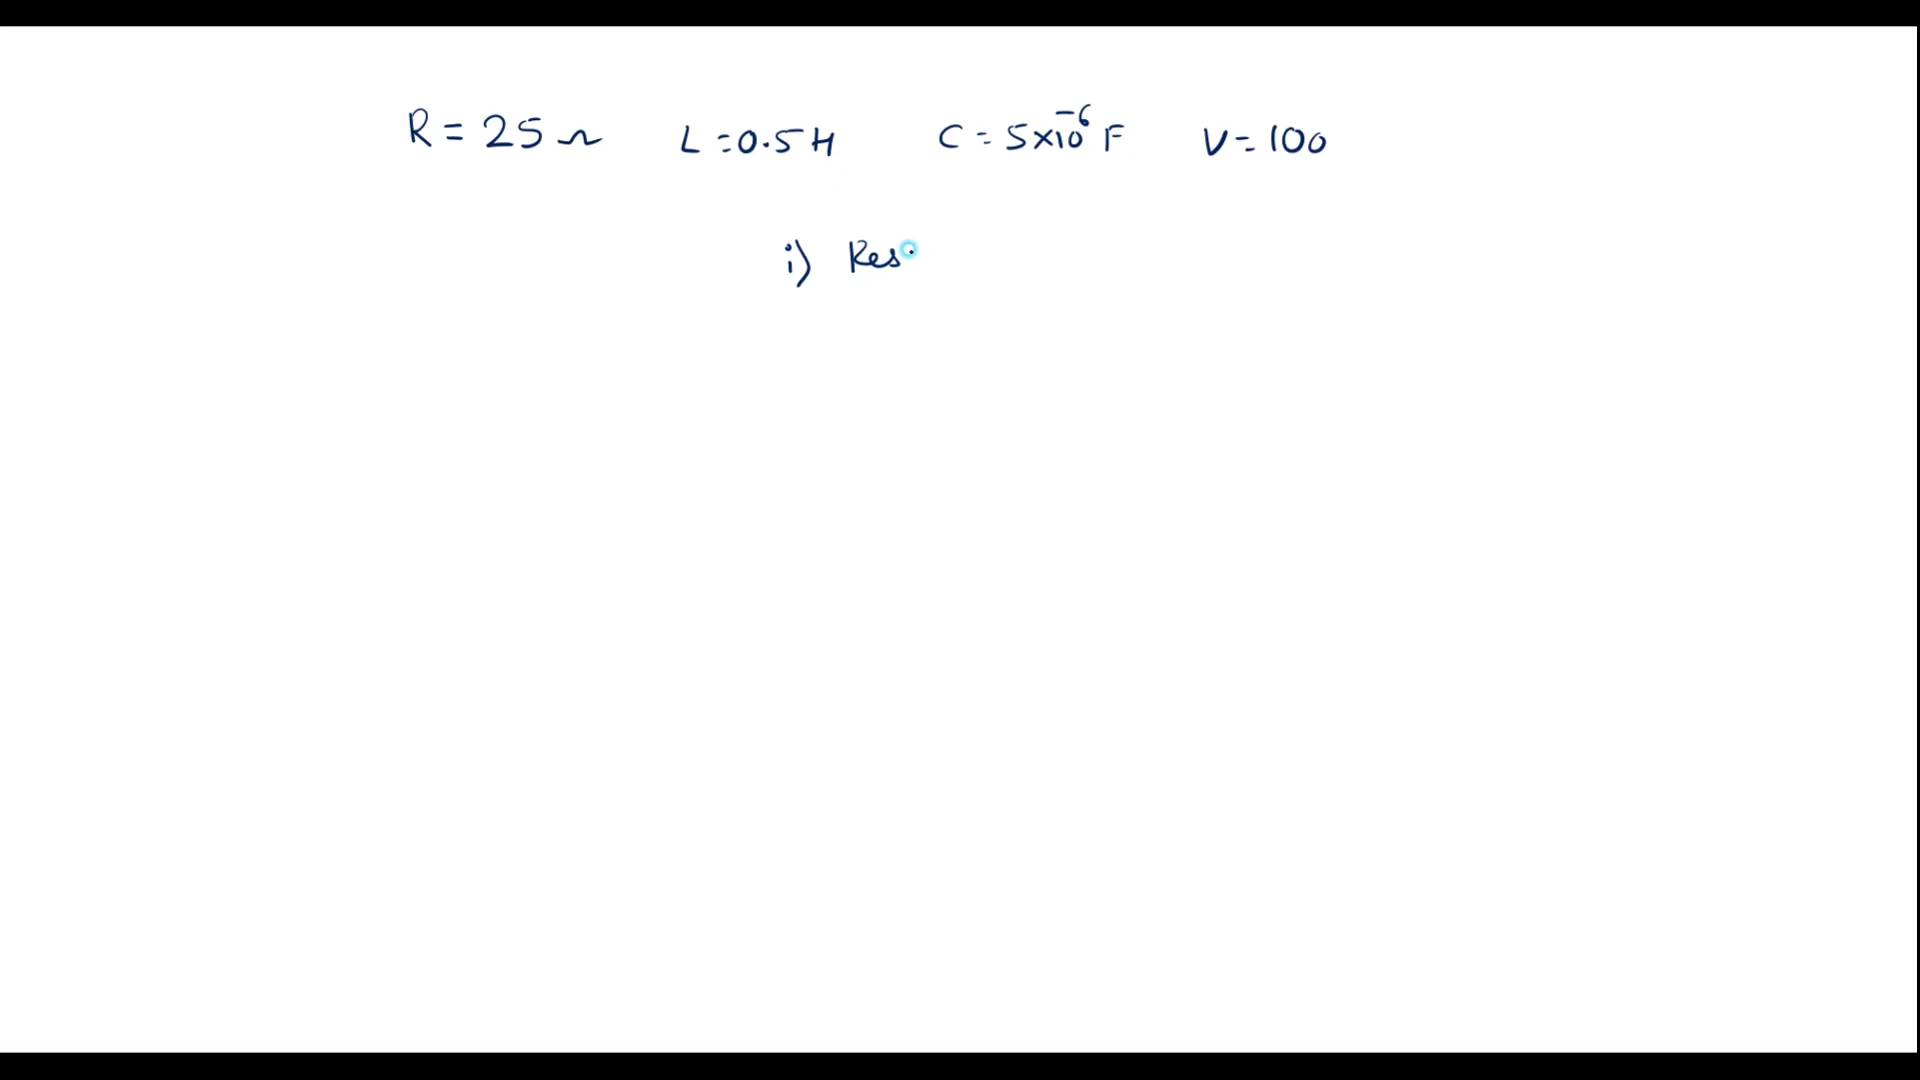 R = 25 Ω L = 0.5 H C = 5×10⁻⁶ F V = 100
i) Res